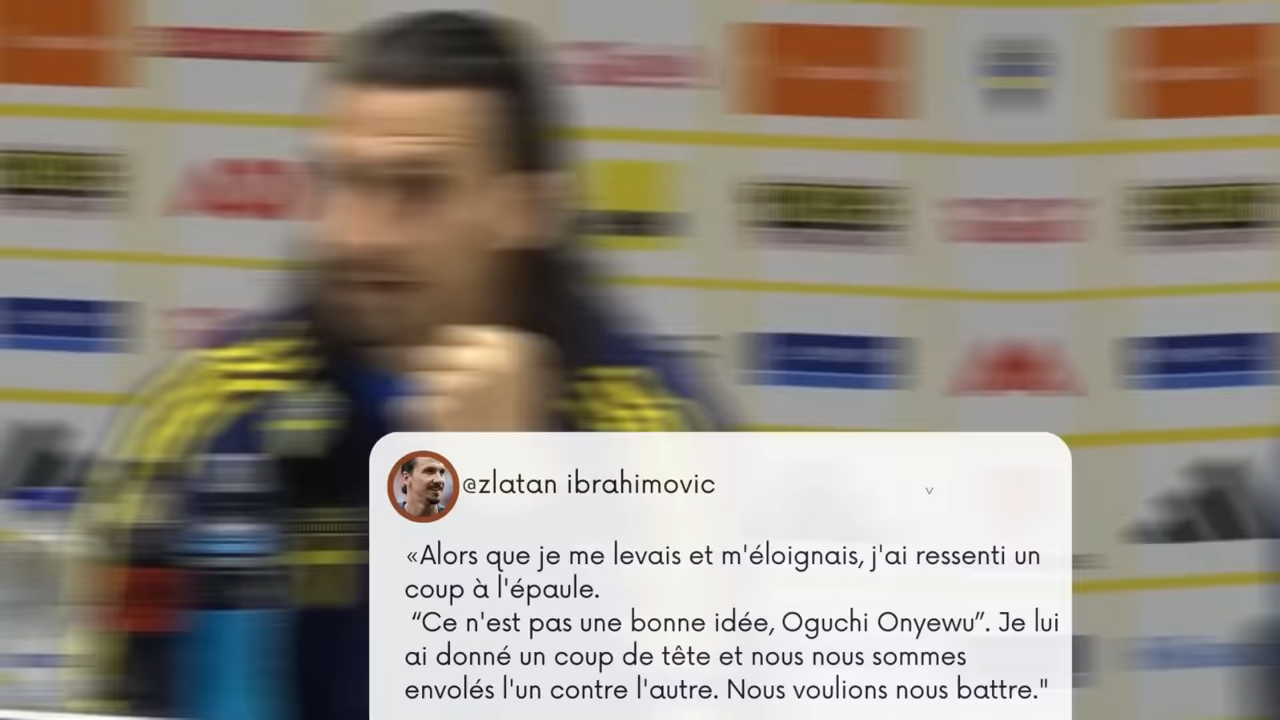 @zlatan ibrahimovic
«Alors que je me levais et m'éloignais, j'ai ressenti un
coup à l'épaule.
“Ce n'est pas une bonne idée, Oguchi Onyewu”. Je lui
ai donné un coup de tête et nous nous sommes
envolés l'un contre l'autre. Nous voulions nous battre."